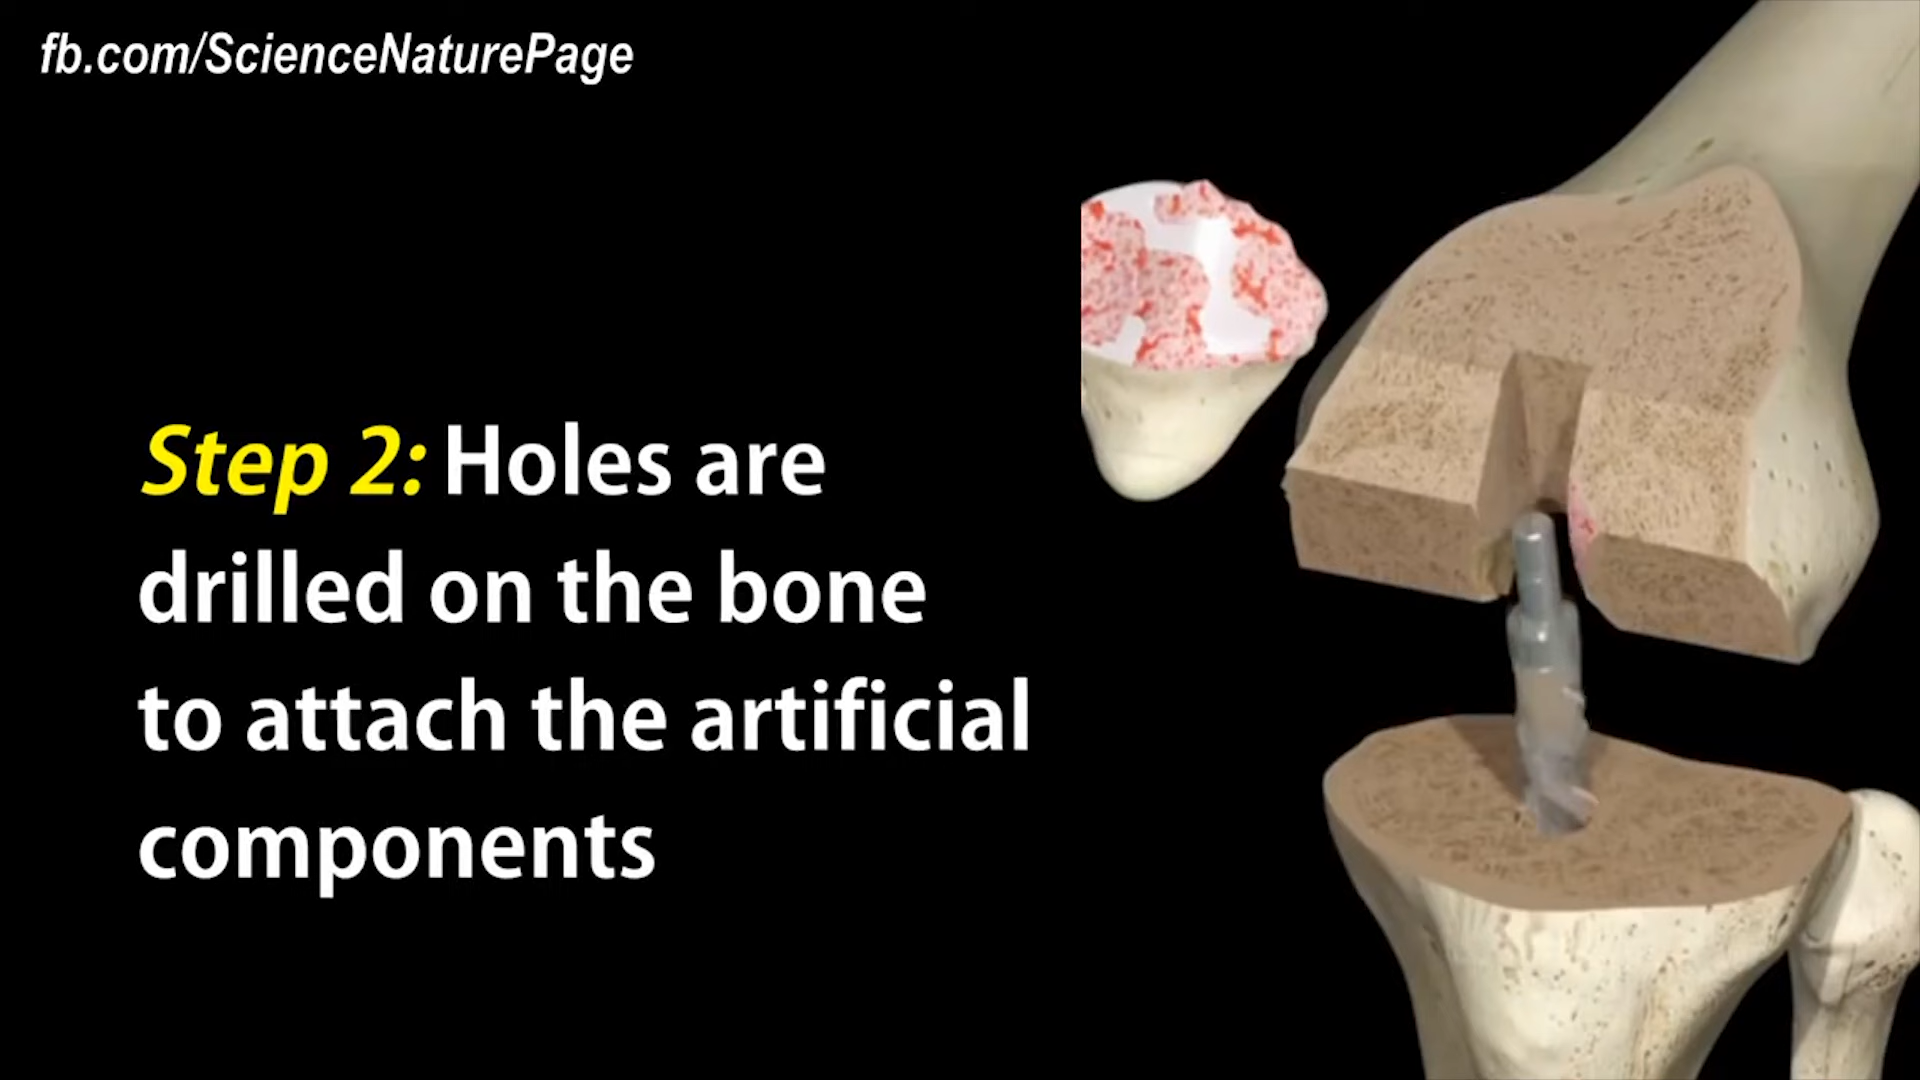 fb.com/ScienceNaturePage
Step 2: Holes are
drilled on the bone
to attach the artificial
components